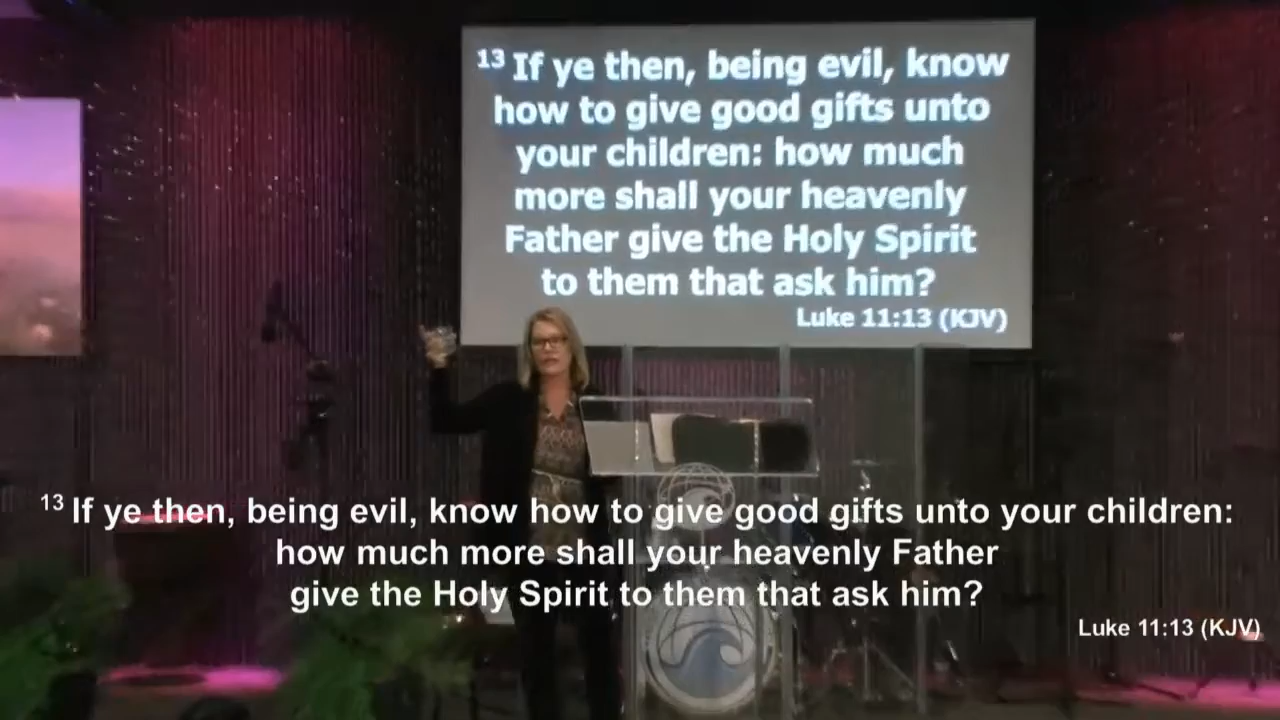 13 If ye then, being evil, know
how to give good gifts unto
your children: how much
more shall your heavenly
Father give the Holy Spirit
to them that ask him?
Luke 11:13 (KJV)
13 If ye then, being evil, know how to give good gifts unto your children:
how much more shall your heavenly Father
give the Holy Spirit to them that ask him?
Luke 11:13 (KJV)